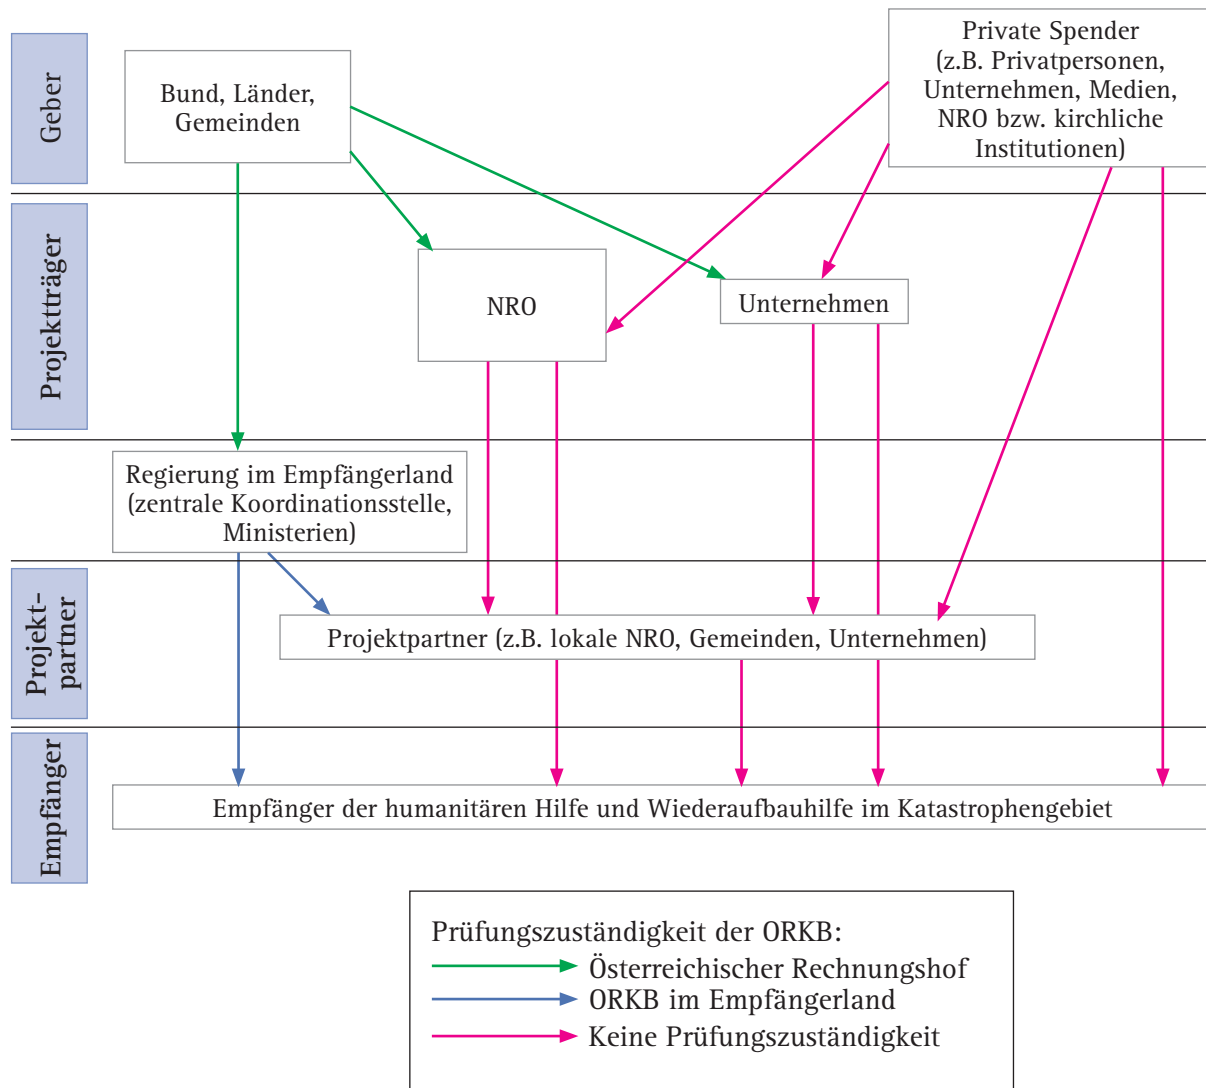 Geber
Bund, Länder,
Gemeinden
Private Spender
(z.B. Privatpersonen,
Unternehmen, Medien,
NRO bzw. kirchliche
Institutionen)
Projektträger
NRO
Unternehmen
Regierung im Empfängerland
(zentrale Koordinationsstelle,
Ministerien)
Projekt-
partner
Projektpartner (z.B. lokale NRO, Gemeinden, Unternehmen)
Empfänger
Empfänger der humanitären Hilfe und Wiederaufbauhilfe im Katastrophengebiet
Prüfungszuständigkeit der ORKB:
Österreichischer Rechnungshof
ORKB im Empfängerland
Keine Prüfungszuständigkeit